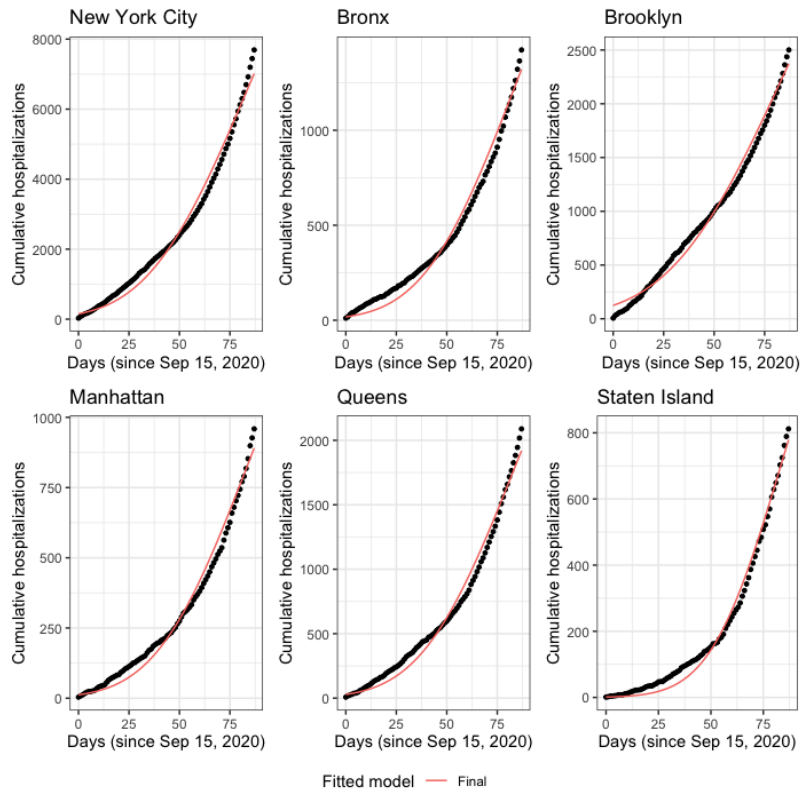 New York City
Bronx
Brooklyn
Cumulative hospitalizations
8000
6000
4000
2000
0
0 25 50 75
Days (since Sep 15, 2020)
Cumulative hospitalizations
1000
500
0
0 25 50 75
Days (since Sep 15, 2020)
Cumulative hospitalizations
2500
2000
1500
1000
500
0
0 25 50 75
Days (since Sep 15, 2020)
Manhattan
Queens
Staten Island
Cumulative hospitalizations
1000
750
500
250
0
0 25 50 75
Days (since Sep 15, 2020)
Cumulative hospitalizations
2000
1500
1000
500
0
0 25 50 75
Days (since Sep 15, 2020)
Cumulative hospitalizations
800
600
400
200
0
0 25 50 75
Days (since Sep 15, 2020)
Fitted model Final